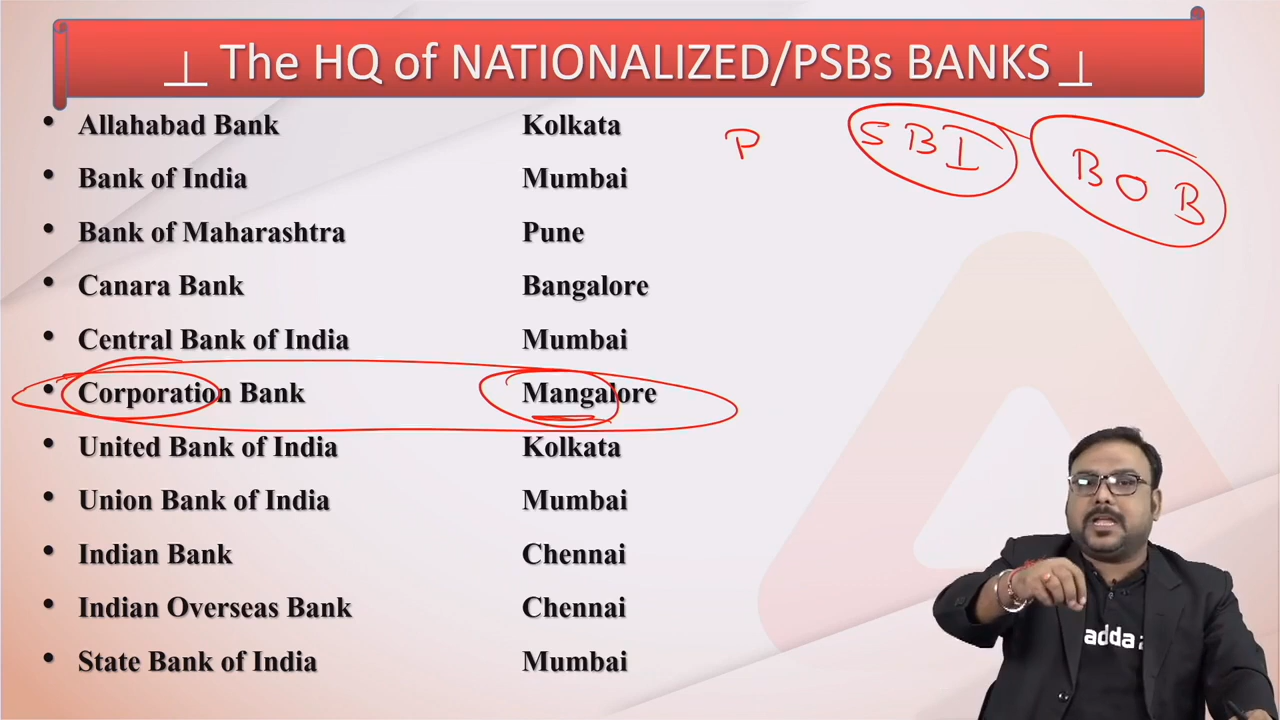 The HQ of NATIONALIZED/PSBs BANKS
• Allahabad Bank Kolkata
P SBI BOB
• Bank of India Mumbai
• Bank of Maharashtra Pune
• Canara Bank Bangalore
• Central Bank of India Mumbai
• Corporation Bank Mangalore
• United Bank of India Kolkata
• Union Bank of India Mumbai
• Indian Bank Chennai
• Indian Overseas Bank Chennai
• State Bank of India Mumbai
adda